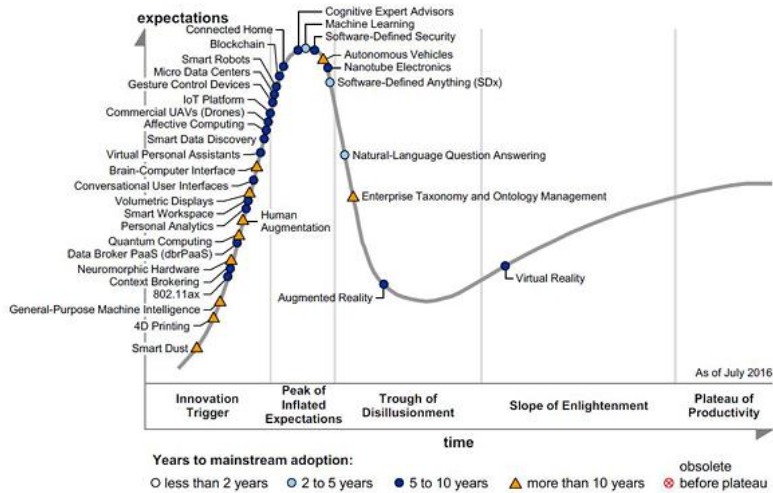 expectations
Cognitive Expert Advisors
Machine Learning
Software-Defined Security
Connected Home
Blockchain
Autonomous Vehicles
Smart Robots
Nanotube Electronics
Micro Data Centers
Software-Defined Anything (SDx)
Gesture Control Devices
IoT Platform
Commercial UAVs (Drones)
Affective Computing
Smart Data Discovery
Virtual Personal Assistants
Natural-Language Question Answering
Brain-Computer Interface
Conversational User Interfaces
Volumetric Displays
Enterprise Taxonomy and Ontology Management
Smart Workspace
Personal Analytics
Human
Augmentation
Quantum Computing
Data Broker PaaS (dbrPaaS)
Neuromorphic Hardware
Context Brokering
802.11ax
General-Purpose Machine Intelligence
4D Printing
Smart Dust
Augmented Reality
Virtual Reality
As of July 2016
Innovation
Trigger
Peak of
Inflated
Expectations
Trough of
Disillusionment
Slope of Enlightenment
Plateau of
Productivity
time
Years to mainstream adoption:
less than 2 years
2 to 5 years
5 to 10 years
more than 10 years
obsolete
before plateau